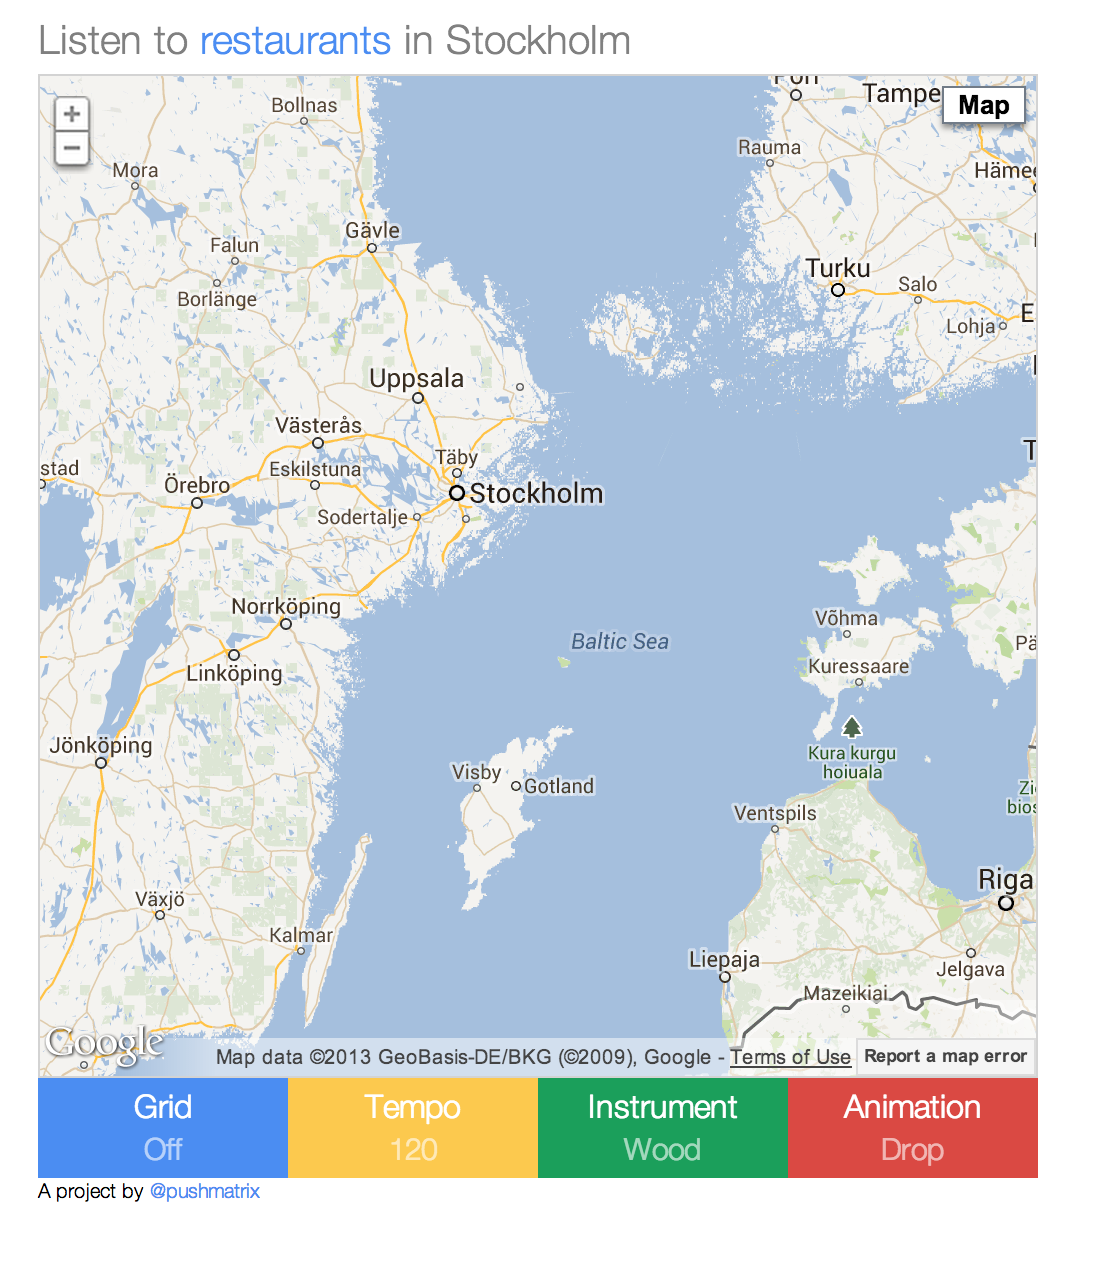 Listen to restaurants in Stockholm
+
−
Map
Pori
Tampe
Bollnas
Rauma
Mora
Häme
Gävle
Falun
Turku
Salo
Borlänge
Lohja
E
Uppsala
Västerås
T
Täby
stad
Eskilstuna
Örebro
Stockholm
Sodertalje
Norrköping
Võhma
Baltic Sea
Pä
Kuressaare
Linköping
Jönköping
Kura kurgu
hoiuala
Visby
Gotland
Zi
bios
Ventspils
Riga
Växjö
Kalmar
Liepaja
Jelgava
Mazeikiai
Google
Map data ©2013 GeoBasis-DE/BKG (©2009), Google - Terms of Use
Report a map error
Grid
Off
Tempo
120
Instrument
Wood
Animation
Drop
A project by @pushmatrix